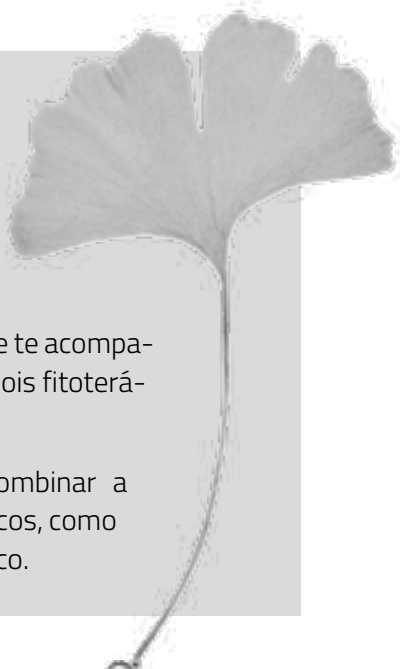 e te acompa-
ois fitoterá-
ombinar a
cos, como
co.